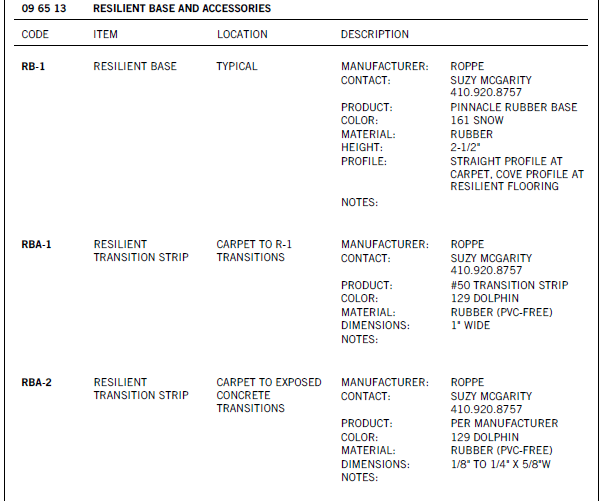 09 65 13 RESILIENT BASE AND ACCESSORIES
CODE ITEM LOCATION DESCRIPTION
RB-1 RESILIENT BASE TYPICAL MANUFACTURER: ROPPE
CONTACT: SUZY MCGARITY
410.920.8757
PRODUCT: PINNACLE RUBBER BASE
COLOR: 161 SNOW
MATERIAL: RUBBER
HEIGHT: 2-1/2"
PROFILE: STRAIGHT PROFILE AT
CARPET, COVE PROFILE AT
RESILIENT FLOORING
NOTES:
RBA-1 RESILIENT CARPET TO R-1 MANUFACTURER: ROPPE
TRANSITION STRIP TRANSITIONS CONTACT: SUZY MCGARITY
410.920.8757
PRODUCT: #50 TRANSITION STRIP
COLOR: 129 DOLPHIN
MATERIAL: RUBBER (PVC-FREE)
DIMENSIONS: 1" WIDE
NOTES:
RBA-2 RESILIENT CARPET TO EXPOSED MANUFACTURER: ROPPE
TRANSITION STRIP CONCRETE CONTACT: SUZY MCGARITY
TRANSITIONS 410.920.8757
PRODUCT: PER MANUFACTURER
COLOR: 129 DOLPHIN
MATERIAL: RUBBER (PVC-FREE)
DIMENSIONS: 1/8" TO 1/4" X 5/8"W
NOTES: